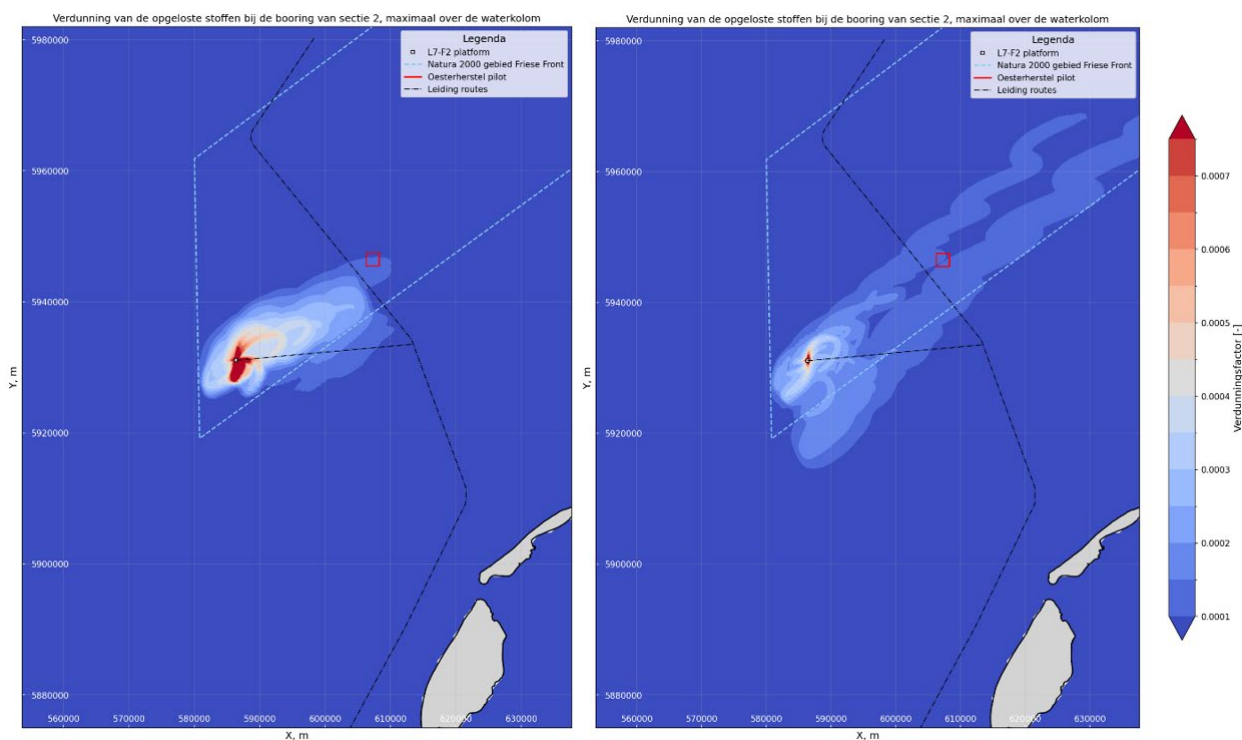 Verdunning van de opgeloste stoffen bij de booring van sectie 2, maximaal over de waterkolom
5980000
5960000
5940000
5920000
5900000
5880000
Y, m
560000 570000 580000 590000 600000 610000 620000 630000
X, m
Legenda
L7-F2 platform
Natura 2000 gebied Friese Front
Oesterherstel pilot
Leiding routes
Verdunning van de opgeloste stoffen bij de booring van sectie 2, maximaal over de waterkolom
5980000
5960000
5940000
5920000
5900000
5880000
Y, m
560000 570000 580000 590000 600000 610000 620000 630000
X, m
Legenda
L7-F2 platform
Natura 2000 gebied Friese Front
Oesterherstel pilot
Leiding routes
0.0007
0.0006
0.0005
0.0004
0.0003
0.0002
0.0001
Verdunningsfactor [-]